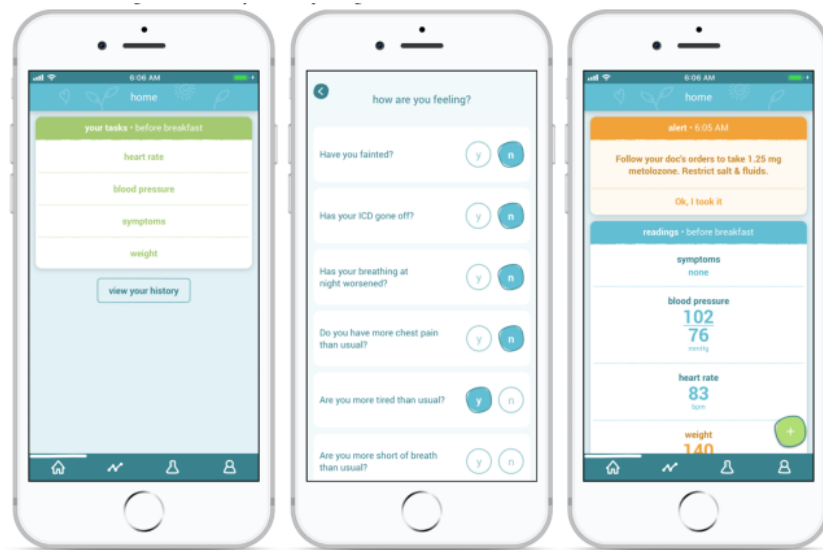 6:06 AM
home
your tasks • before breakfast
heart rate
blood pressure
symptoms
weight
view your history
how are you feeling?
Have you fainted?
y n
Has your ICD gone off?
y n
Has your breathing at
night worsened?
y n
Do you have more chest pain
than usual?
y n
Are you more tired than usual?
y n
Are you more short of breath
than usual?
y n
6:06 AM
home
alert • 6:05 AM
Follow your doc's orders to take 1.25 mg
metolozone. Restrict salt & fluids.
Ok, I took it
readings • before breakfast
symptoms
none
blood pressure
102
76
mmHg
heart rate
83
bpm
weight
140
+